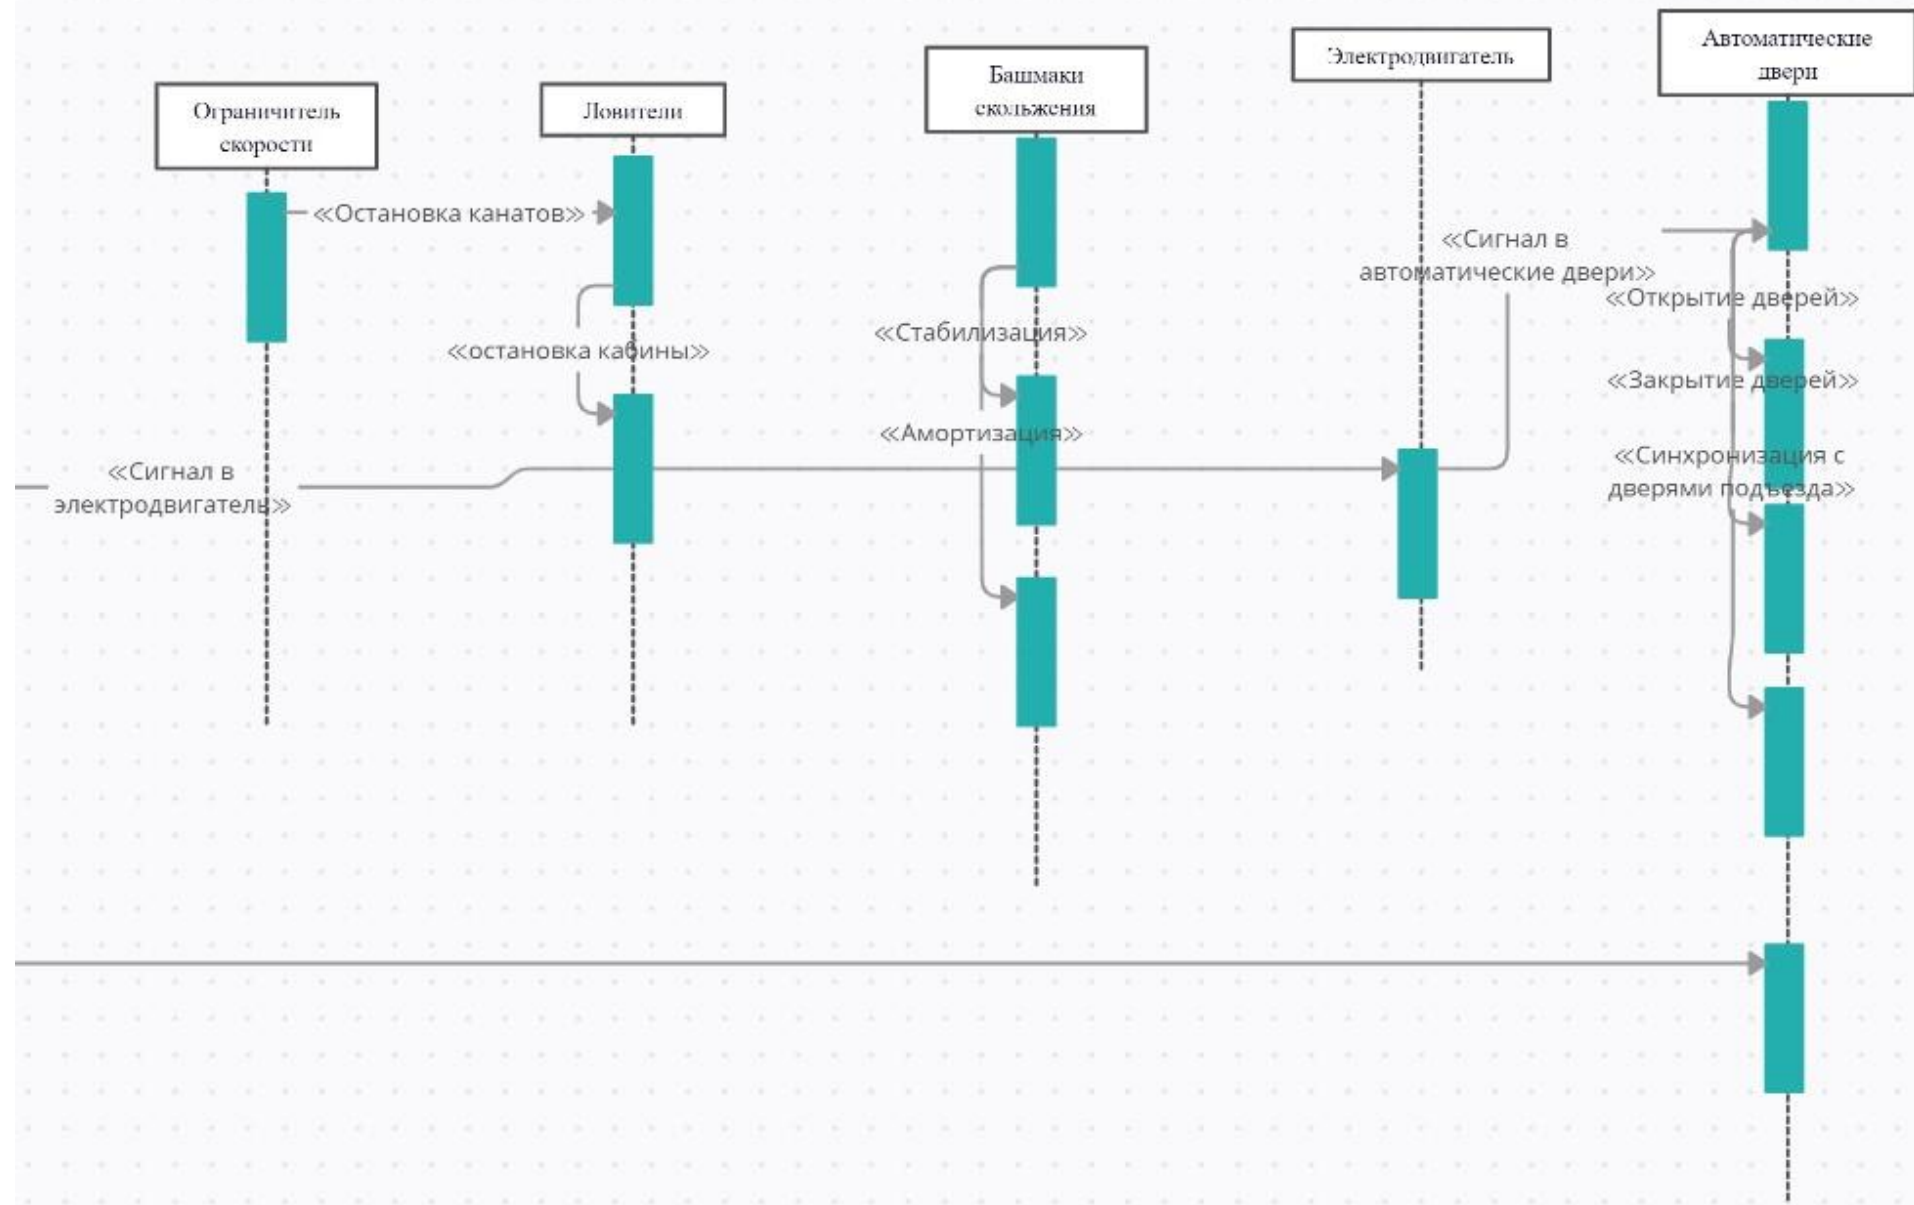 Ограничитель
скорости
Ловители
Башмаки
скольжения
Электродвигатель
Автоматические
двери
«Остановка канатов»
«Сигнал в
автоматические двери»
«Открытие дверей»
«Стабилизация»
«остановка кабины»
«Закрытие дверей»
«Амортизация»
«Синхронизация с
дверями подъезда»
«Сигнал в
электродвигатель»